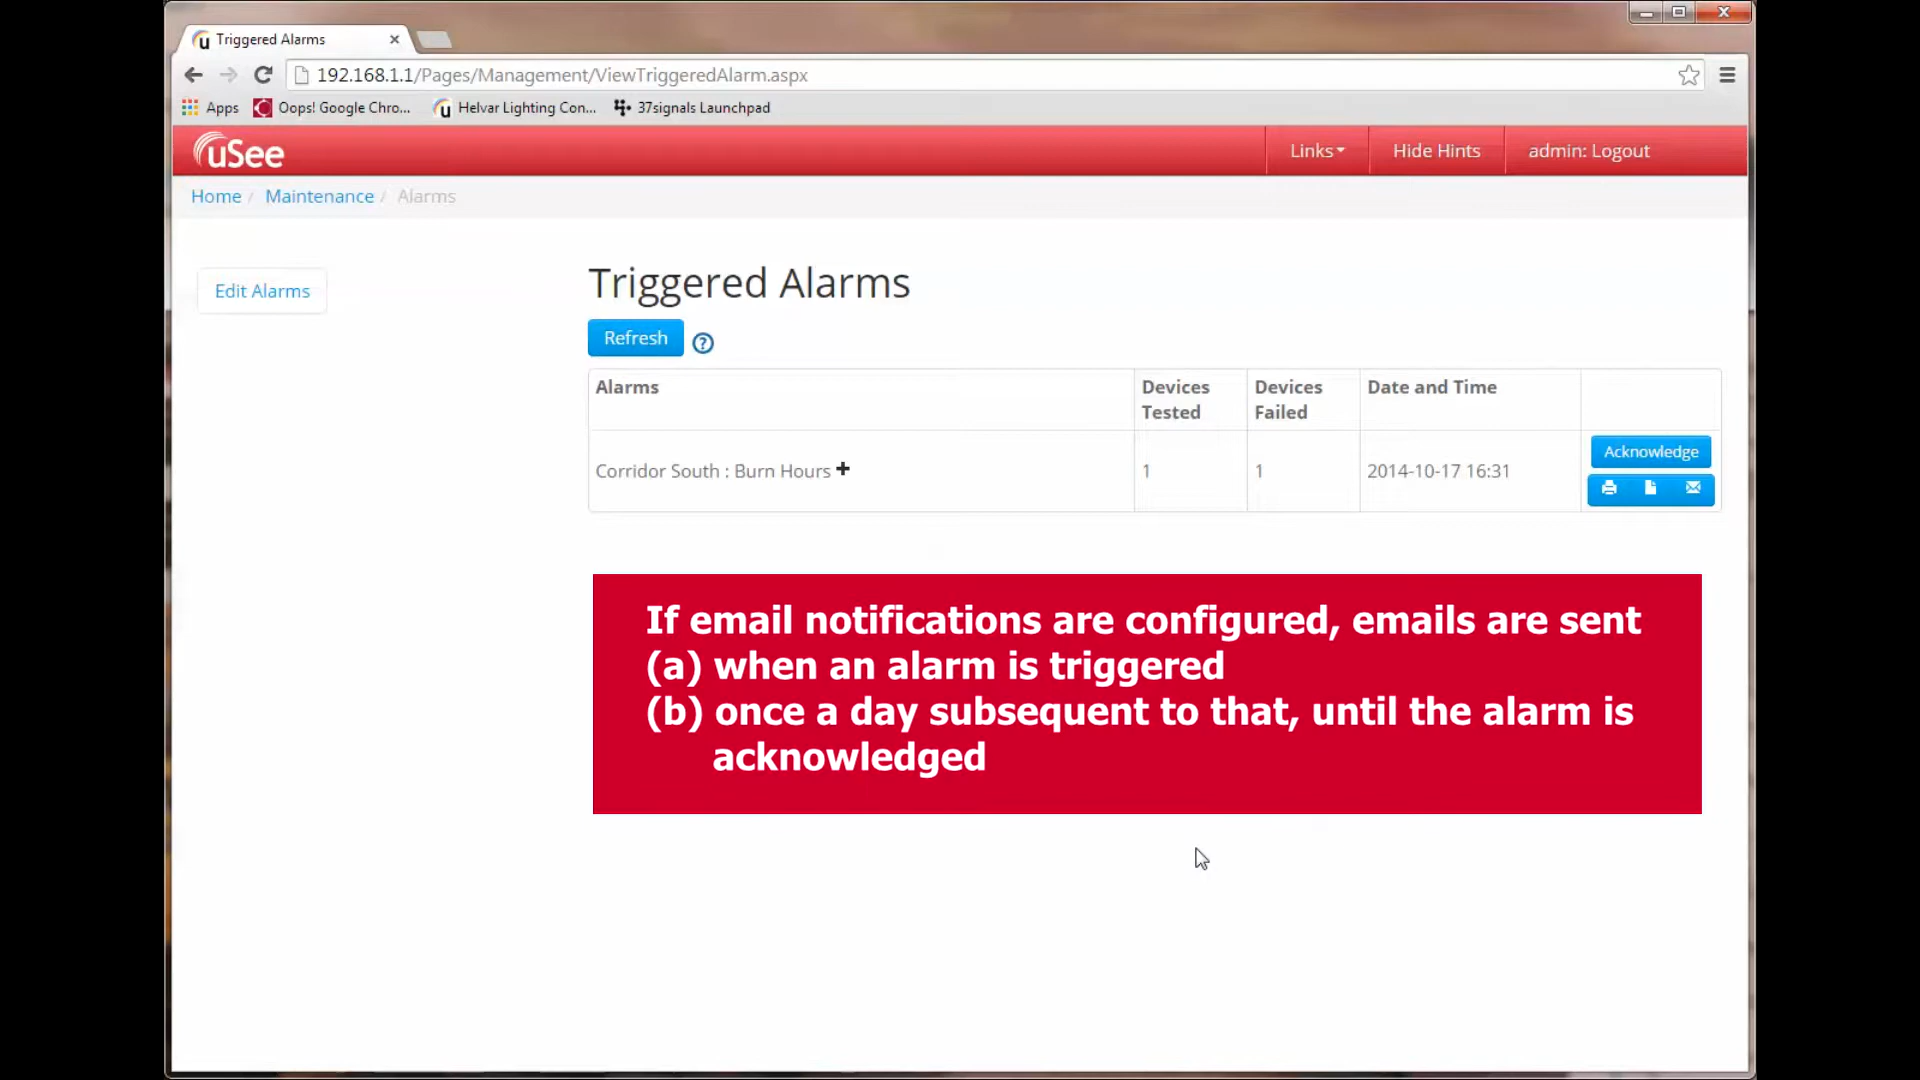 Triggered Alarms
192.168.1.1/Pages/Management/ViewTriggeredAlarm.aspx
Apps Oops! Google Chro... Helvar Lighting Con... 37signals Launchpad
uSee Links Hide Hints admin: Logout
Home / Maintenance / Alarms
Edit Alarms
Triggered Alarms
Refresh ?
Alarms Devices Tested Devices Failed Date and Time
Corridor South : Burn Hours + 1 1 2014-10-17 16:31 Acknowledge
If email notifications are configured, emails are sent
(a) when an alarm is triggered
(b) once a day subsequent to that, until the alarm is
acknowledged